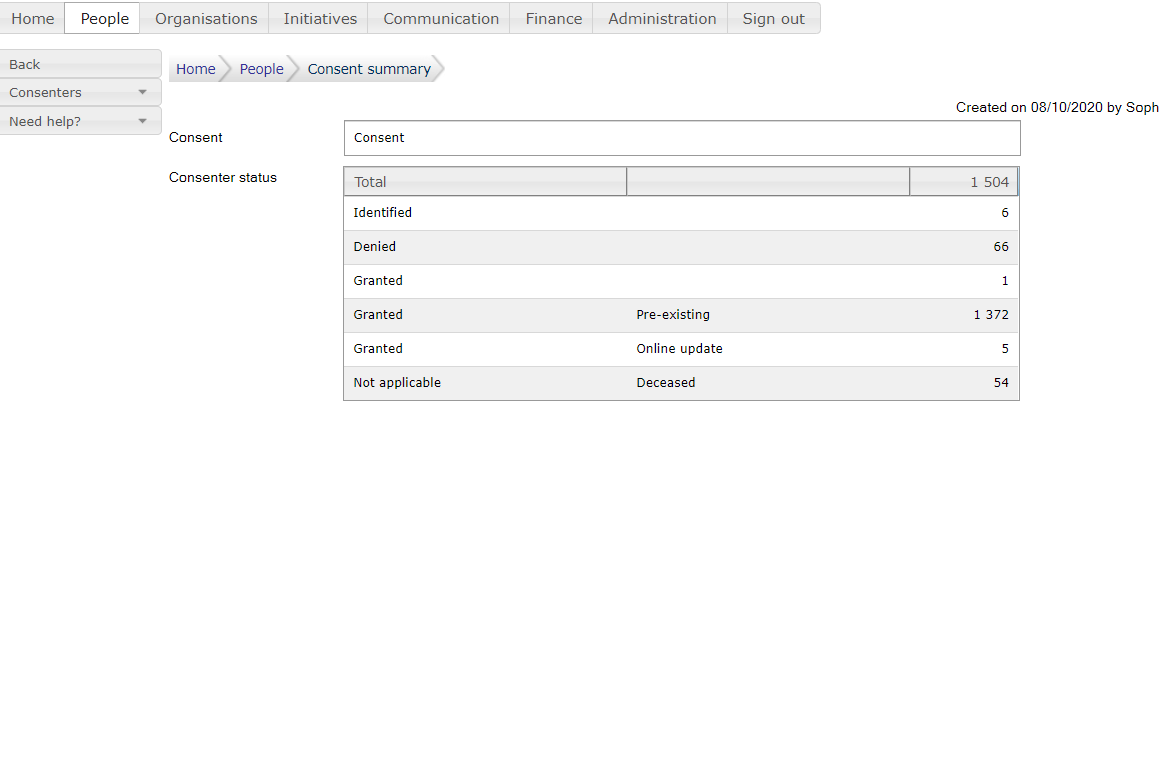 Home People Organisations Initiatives Communication Finance Administration Sign out
Back
Consenters
Need help?
Home People Consent summary
Created on 08/10/2020 by Soph
Consent Consent
Consenter status
Total 1 504
Identified 6
Denied 66
Granted 1
Granted Pre-existing 1 372
Granted Online update 5
Not applicable Deceased 54